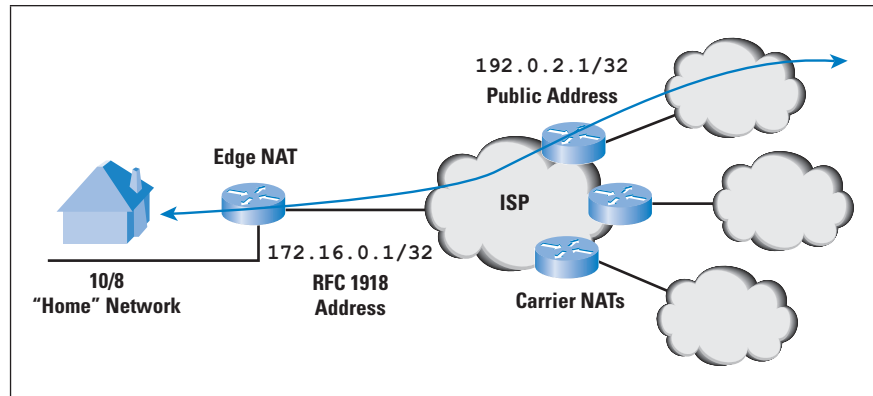 192.0.2.1/32
Public Address
Edge NAT
ISP
172.16.0.1/32
RFC 1918
Address
10/8
“Home” Network
Carrier NATs